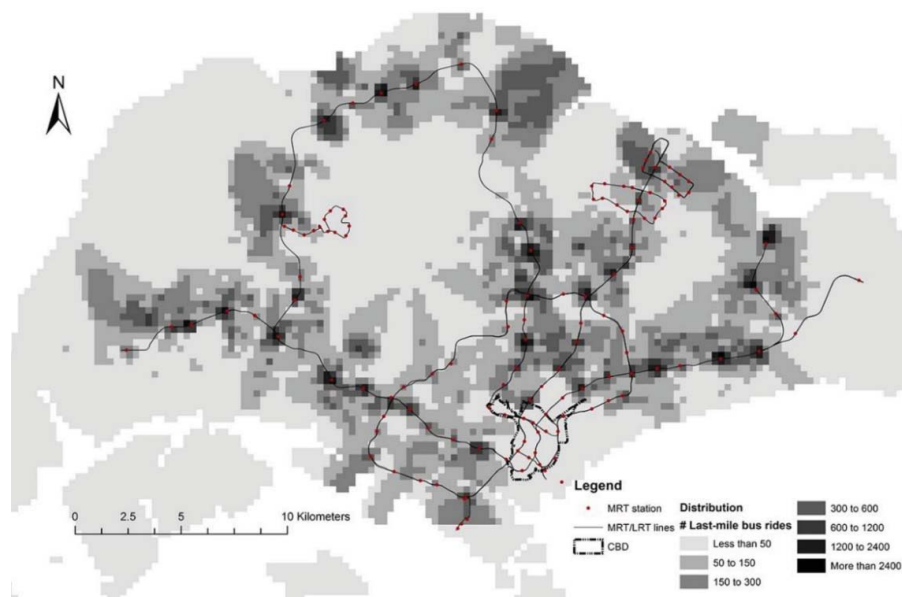 N
0 2.5 5 10 Kilometers
Legend
MRT station
MRT/LRT lines
CBD
Distribution
# Last-mile bus rides
Less than 50
50 to 150
150 to 300
300 to 600
600 to 1200
1200 to 2400
More than 2400